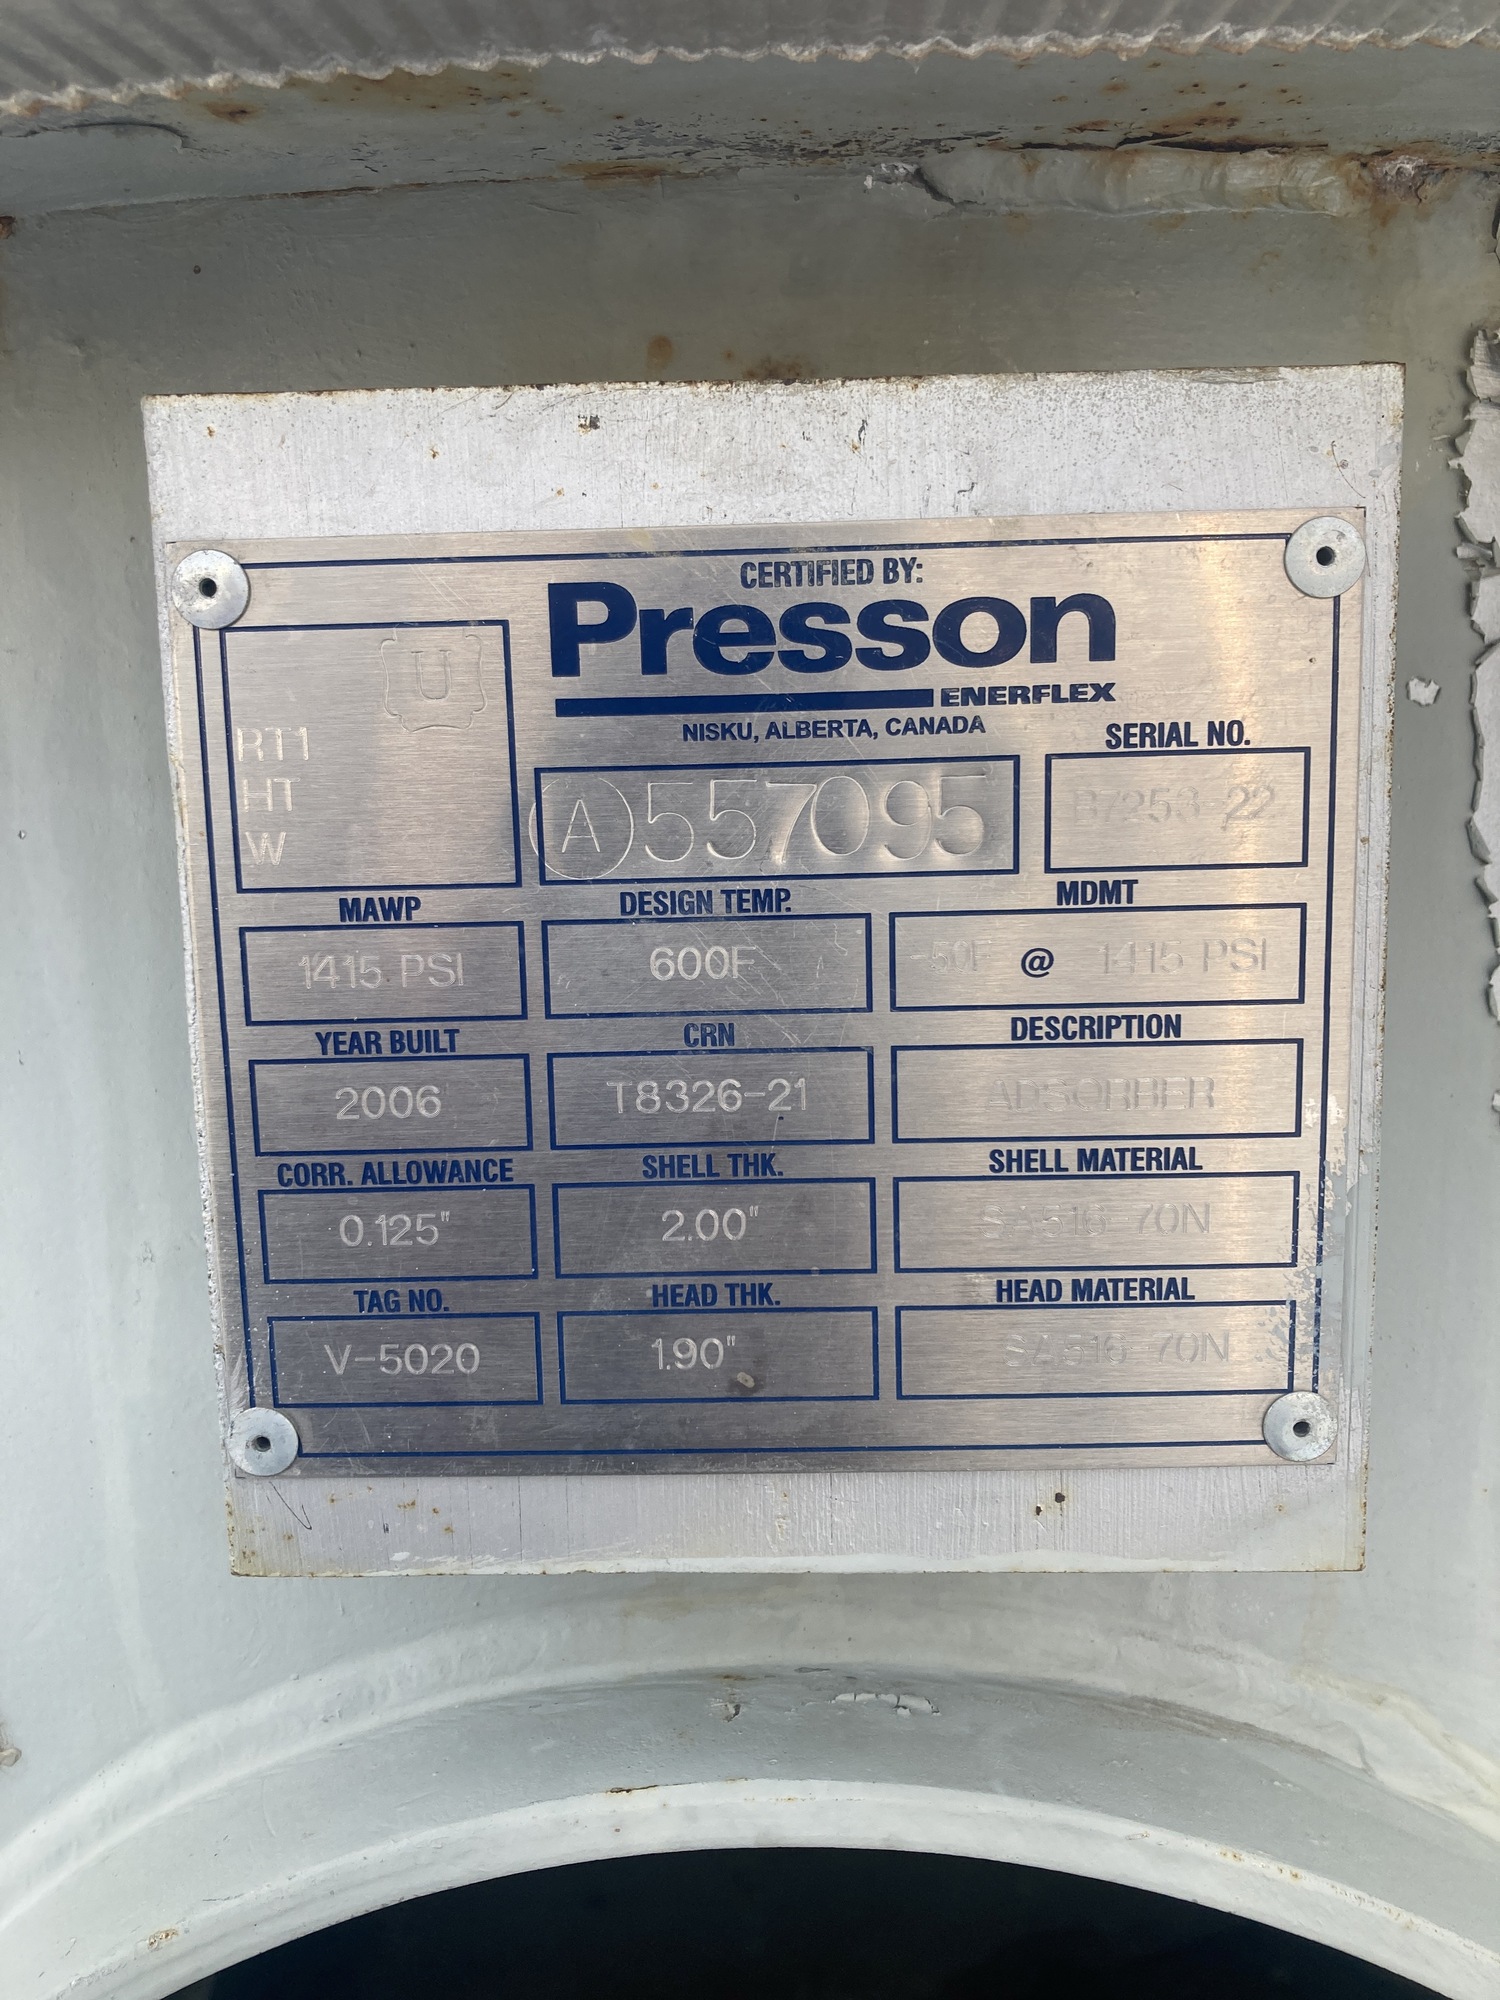 CERTIFIED BY:
Presson
ENERFLEX
NISKU, ALBERTA, CANADA
U
RT1
HT
W
A 557095
SERIAL NO.
MAWP
1415 PSI
DESIGN TEMP.
600F
MDMT
-50F @ 1415 PSI
YEAR BUILT
2006
CRN
T8326-21
DESCRIPTION
ADSORBER
CORR. ALLOWANCE
0.125"
SHELL THK.
2.00"
SHELL MATERIAL
SA516-70N
TAG NO.
V-5020
HEAD THK.
1.90"
HEAD MATERIAL
SA516-70N